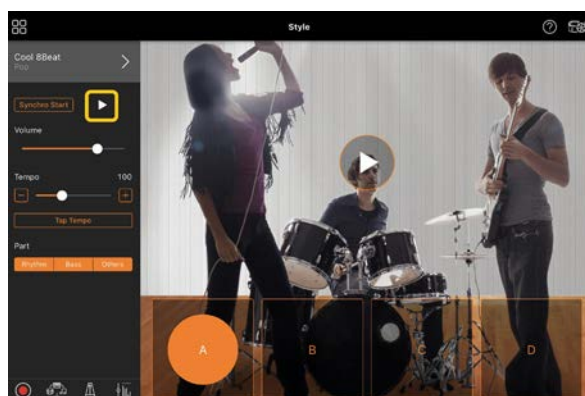 Style
Cool 8Beat
Pop
Synchro Start
Volume
Tempo 100
Tap Tempo
Part
Rhythm Bass Others
A B C D